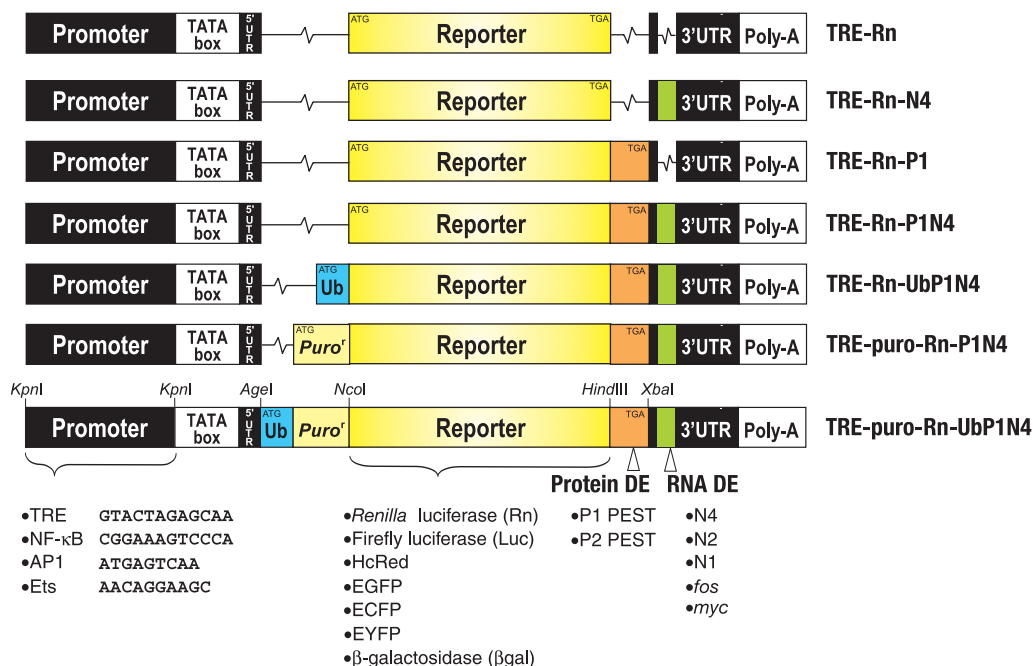 Promoter TATA box 5' UTR ATG Reporter TGA 3'UTR Poly-A TRE-Rn
Promoter TATA box 5' UTR ATG Reporter TGA 3'UTR Poly-A TRE-Rn-N4
Promoter TATA box 5' UTR ATG Reporter TGA 3'UTR Poly-A TRE-Rn-P1
Promoter TATA box 5' UTR ATG Reporter TGA 3'UTR Poly-A TRE-Rn-P1N4
Promoter TATA box 5' UTR ATG Ub Reporter TGA 3'UTR Poly-A TRE-Rn-UbP1N4
Promoter TATA box 5' UTR ATG Puroʳ Reporter TGA 3'UTR Poly-A TRE-puro-Rn-P1N4
KpnI KpnI AgeI NcoI HindIII XbaI
Promoter TATA box 5' UTR ATG Ub Puroʳ Reporter TGA 3'UTR Poly-A TRE-puro-Rn-UbP1N4
Protein DE RNA DE
•TRE GTACTAGAGCAA
•NF-κB CGGAAAGTCCCA
•AP1 ATGAGTCAA
•Ets AACAGGAAGC
•Renilla luciferase (Rn)
•Firefly luciferase (Luc)
•HcRed
•EGFP
•ECFP
•EYFP
•β-galactosidase (βgal)
•P1 PEST
•P2 PEST
•N4
•N2
•N1
•fos
•myc